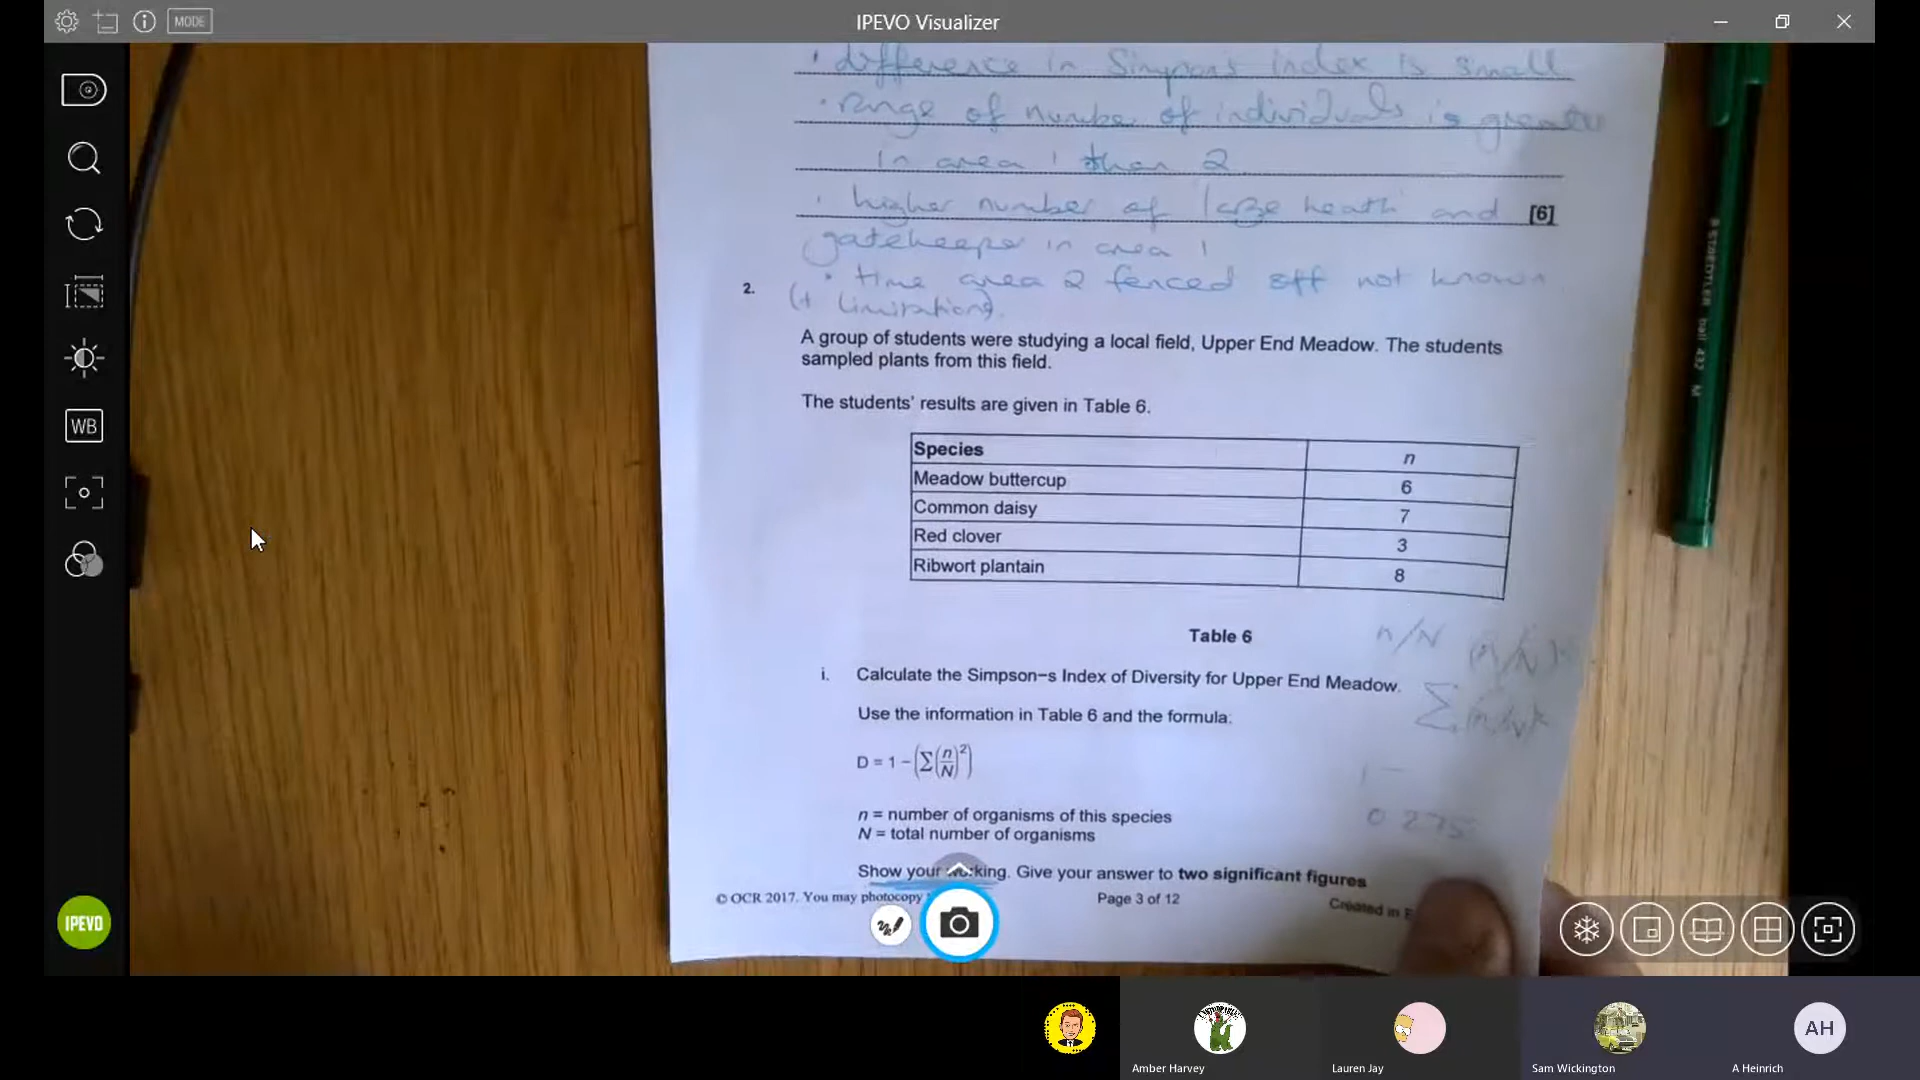 MODE
IPEVO Visualizer
· difference in Simpson's index is small
· range of number of individuals is greater
in area 1 than 2
· higher number of large heath and [6]
gatekeeper in area 1
· time area 2 fenced off not known
2.
(+ limitations).
A group of students were studying a local field, Upper End Meadow. The students
sampled plants from this field.
The students' results are given in Table 6.
Species n
Meadow buttercup 6
Common daisy 7
Red clover 3
Ribwort plantain 8
Table 6
n/N (n/N)²
i. Calculate the Simpson–s Index of Diversity for Upper End Meadow.
Σ(n/N)²
Use the information in Table 6 and the formula:
D = 1 – (Σ(n/N)²)
1 –
0.275
n = number of organisms of this species
N = total number of organisms
Show your working. Give your answer to two significant figures
© OCR 2017. You may photocopy
Page 3 of 12
Created in
STAEDTLER ball 432 M
WB
IPEVO
AH
Amber Harvey
Lauren Jay
Sam Wickington
A Heinrich